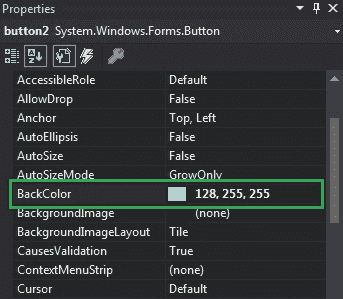 Properties
button2 System.Windows.Forms.Button
AccessibleRole Default
AllowDrop False
Anchor Top, Left
AutoEllipsis False
AutoSize False
AutoSizeMode GrowOnly
BackColor 128, 255, 255
BackgroundImage (none)
BackgroundImageLayout Tile
CausesValidation True
ContextMenuStrip (none)
Cursor Default